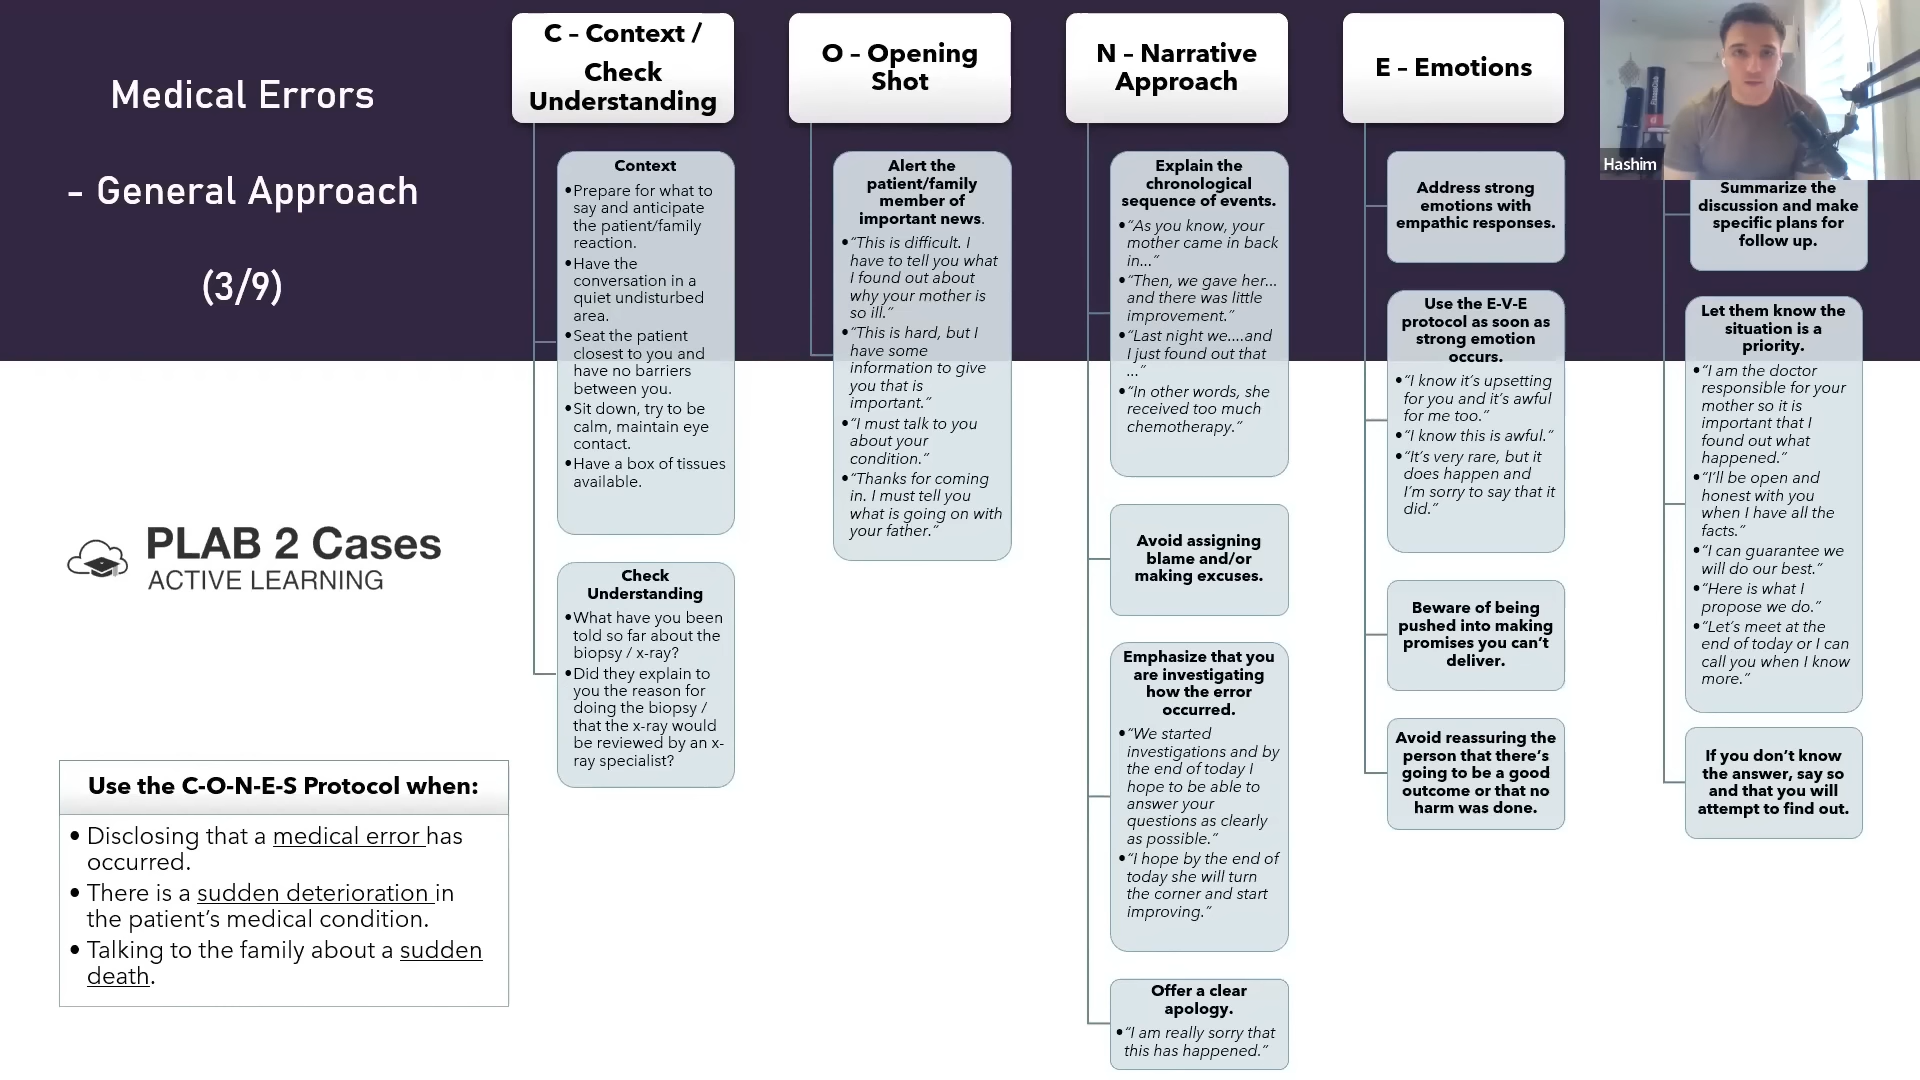 Medical Errors
- General Approach
(3/9)
PLAB 2 Cases
ACTIVE LEARNING
Use the C-O-N-E-S Protocol when:
• Disclosing that a medical error has
occurred.
• There is a sudden deterioration in
the patient's medical condition.
• Talking to the family about a sudden
death.
C – Context /
Check
Understanding
Context
•Prepare for what to
say and anticipate
the patient/family
reaction.
•Have the
conversation in a
quiet undisturbed
area.
•Seat the patient
closest to you and
have no barriers
between you.
•Sit down, try to be
calm, maintain eye
contact.
•Have a box of tissues
available.
Check
Understanding
•What have you been
told so far about the
biopsy / x-ray?
•Did they explain to
you the reason for
doing the biopsy /
that the x-ray would
be reviewed by an x-
ray specialist?
O – Opening
Shot
Alert the
patient/family
member of
important news.
•“This is difficult. I
have to tell you what
I found out about
why your mother is
so ill.”
•“This is hard, but I
have some
information to give
you that is
important.”
•“I must talk to you
about your
condition.”
•“Thanks for coming
in. I must tell you
what is going on with
your father.”
N – Narrative
Approach
Explain the
chronological
sequence of events.
•“As you know, your
mother came in back
in...”
•“Then, we gave her...
and there was little
improvement.”
•“Last night we....and
I just found out that
...”
•“In other words, she
received too much
chemotherapy.”
Avoid assigning
blame and/or
making excuses.
Emphasize that you
are investigating
how the error
occurred.
•“We started
investigations and by
the end of today I
hope to be able to
answer your
questions as clearly
as possible.”
•“I hope by the end of
today she will turn
the corner and start
improving.”
Offer a clear
apology.
•“I am really sorry that
this has happened.”
E – Emotions
Address strong
emotions with
empathic responses.
Use the E-V-E
protocol as soon as
strong emotion
occurs.
•“I know it’s upsetting
for you and it’s awful
for me too.”
•“I know this is awful.”
•“It’s very rare, but it
does happen and
I’m sorry to say that it
did.”
Beware of being
pushed into making
promises you can’t
deliver.
Avoid reassuring the
person that there’s
going to be a good
outcome or that no
harm was done.
Hashim
Summarize the
discussion and make
specific plans for
follow up.
Let them know the
situation is a
priority.
•“I am the doctor
responsible for your
mother so it is
important that I
found out what
happened.”
•“I’ll be open and
honest with you
when I have all the
facts.”
•“I can guarantee we
will do our best.”
•“Here is what I
propose we do.”
•“Let’s meet at the
end of today or I can
call you when I know
more.”
If you don’t know
the answer, say so
and that you will
attempt to find out.